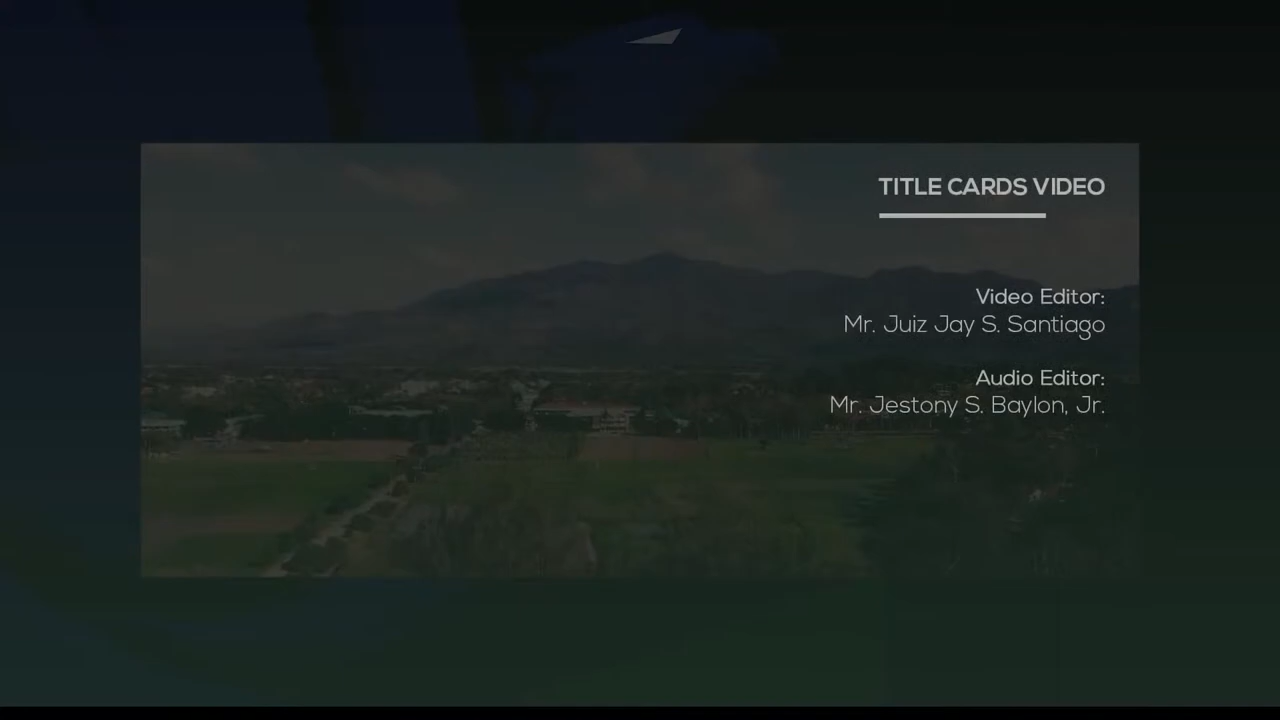 TITLE CARDS VIDEO
Video Editor:
Mr. Juiz Jay S. Santiago
Audio Editor:
Mr. Jestony S. Baylon, Jr.